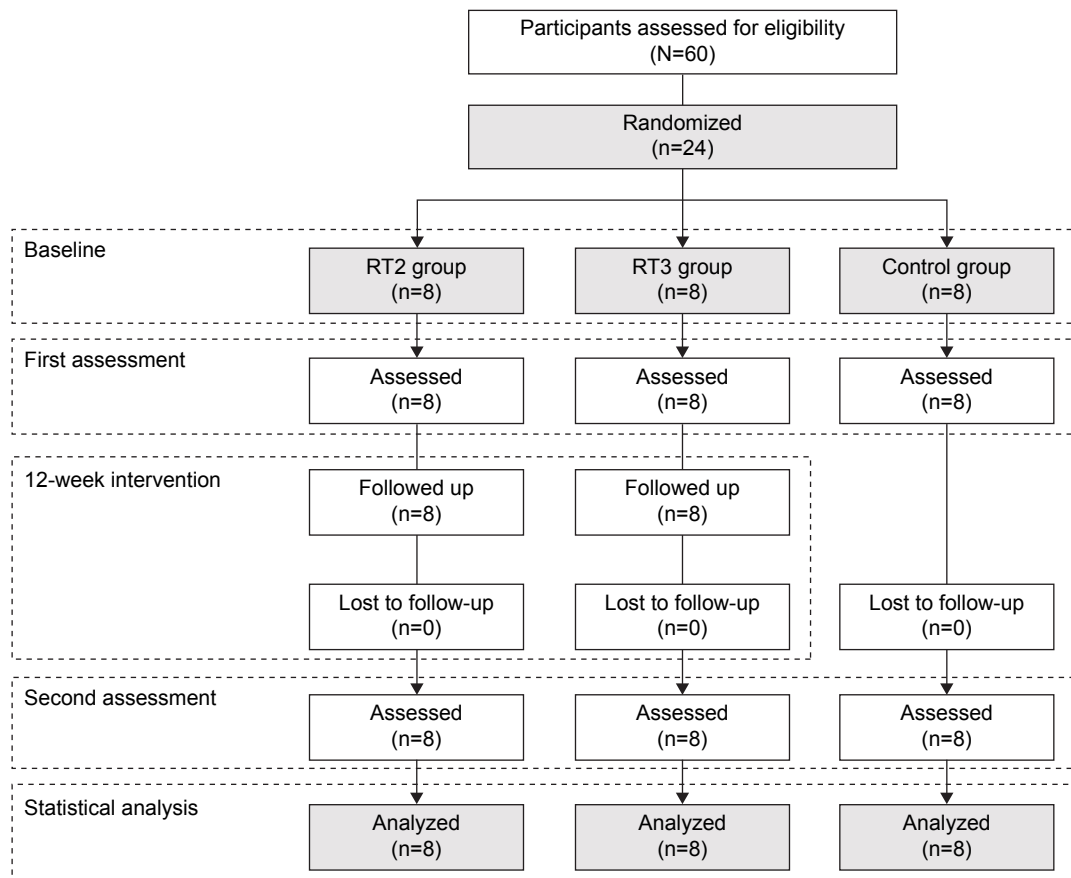 Participants assessed for eligibility
(N=60)
Randomized
(n=24)
Baseline
RT2 group
(n=8)
RT3 group
(n=8)
Control group
(n=8)
First assessment
Assessed
(n=8)
Assessed
(n=8)
Assessed
(n=8)
12-week intervention
Followed up
(n=8)
Followed up
(n=8)
Lost to follow-up
(n=0)
Lost to follow-up
(n=0)
Lost to follow-up
(n=0)
Second assessment
Assessed
(n=8)
Assessed
(n=8)
Assessed
(n=8)
Statistical analysis
Analyzed
(n=8)
Analyzed
(n=8)
Analyzed
(n=8)